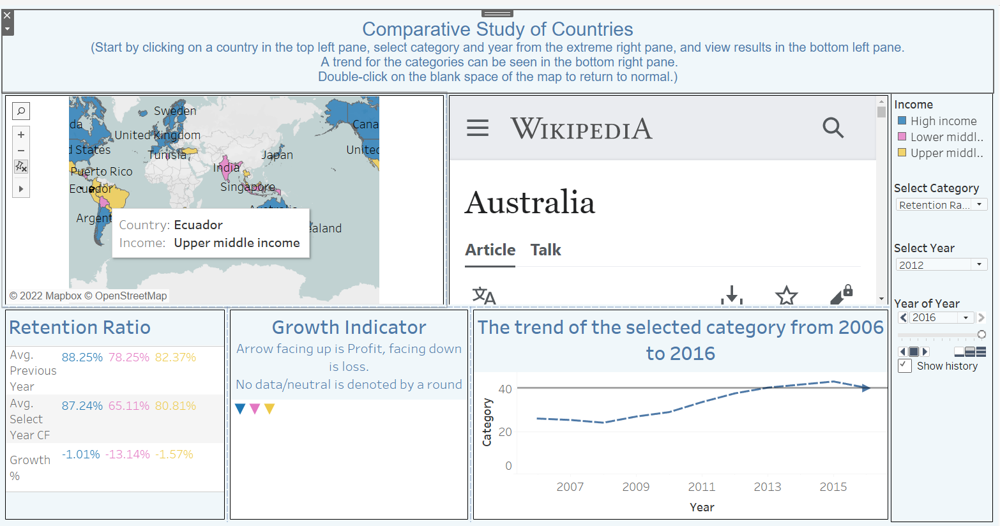 Comparative Study of Countries
(Start by clicking on a country in the top left pane, select category and year from the extreme right pane, and view results in the bottom left pane.
A trend for the categories can be seen in the bottom right pane.
Double-click on the blank space of the map to return to normal.)
Sweden
da
Cana
United Kingdom
d States
Tunisia
Japan
United
Puerto Rico
India
Ecuador
Singapore
Argent
ealand
Country: Ecuador
Income: Upper middle income
© 2022 Mapbox © OpenStreetMap
WIKIPEDIA
Australia
Article Talk
文A
Income
High income
Lower middl..
Upper middl..
Select Category
Retention Ra...
Select Year
2012
Year of Year
2016
Show history
Retention Ratio
Avg.
Previous
Year
88.25% 78.25% 82.37%
Avg.
Select
Year CF
87.24% 65.11% 80.81%
Growth
%
-1.01% -13.14% -1.57%
Growth Indicator
Arrow facing up is Profit, facing down
is loss.
No data/neutral is denoted by a round
The trend of the selected category from 2006
to 2016
Category
40
20
0
2007 2009 2011 2013 2015
Year